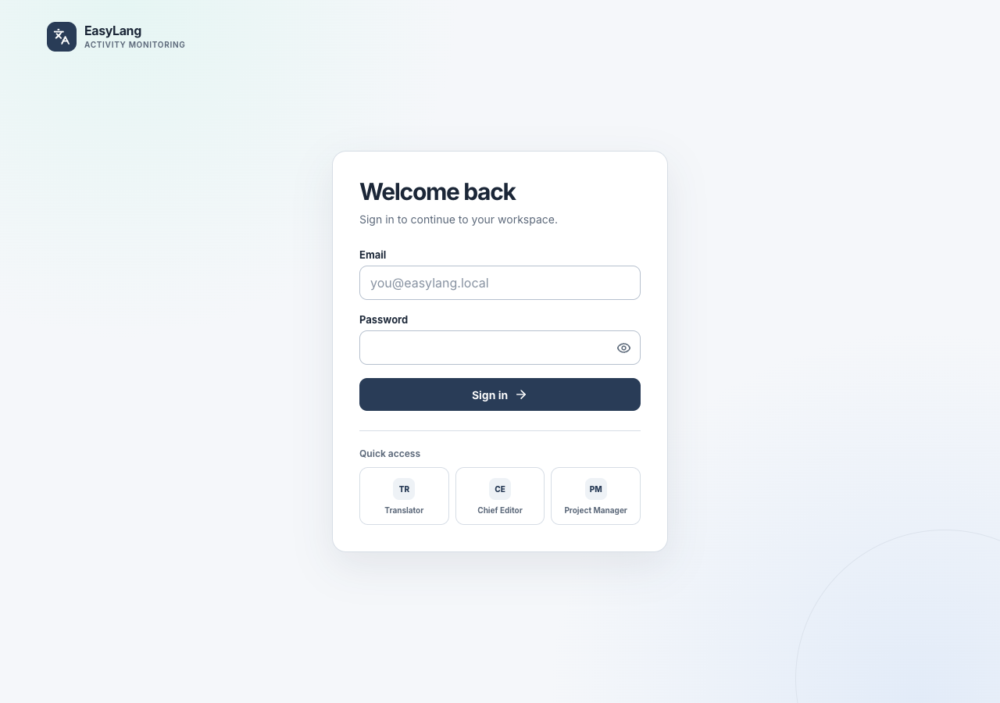 EasyLang
ACTIVITY MONITORING
Welcome back
Sign in to continue to your workspace.
Email
you@easylang.local
Password
Sign in
Quick access
TR
Translator
CE
Chief Editor
PM
Project Manager